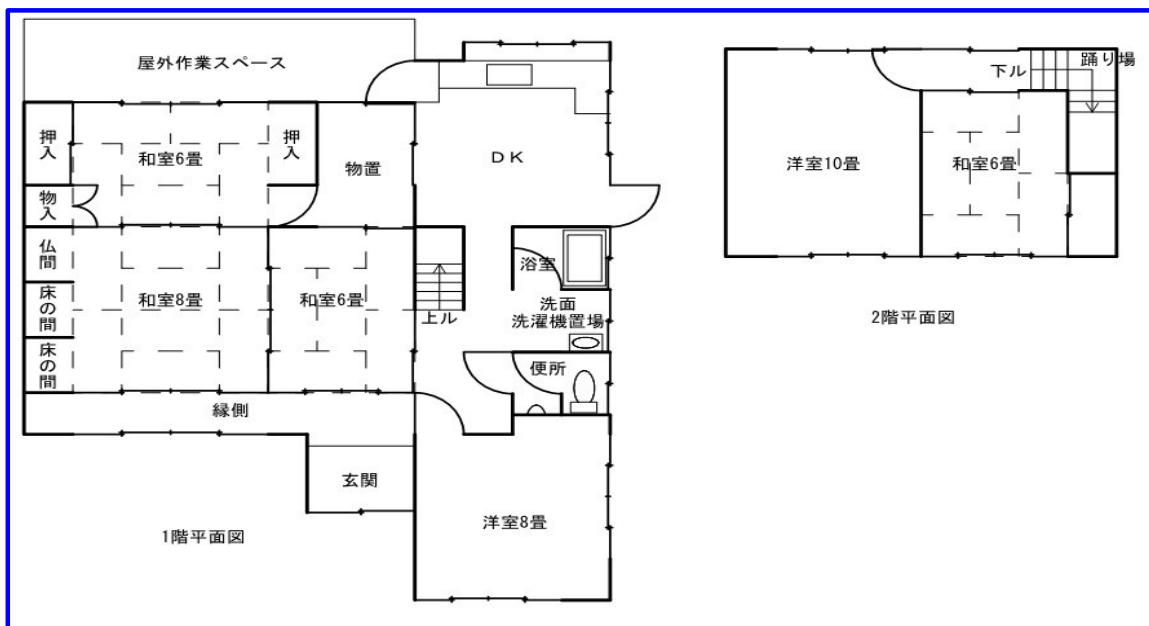 屋外作業スペース
押入
和室6畳
押入
物置
DK
物入
仏間
床の間
床の間
和室8畳
和室6畳
上ル
浴室
洗面
洗濯機置場
便所
縁側
玄関
洋室8畳
1階平面図
下ル
踊り場
洋室10畳
和室6畳
2階平面図